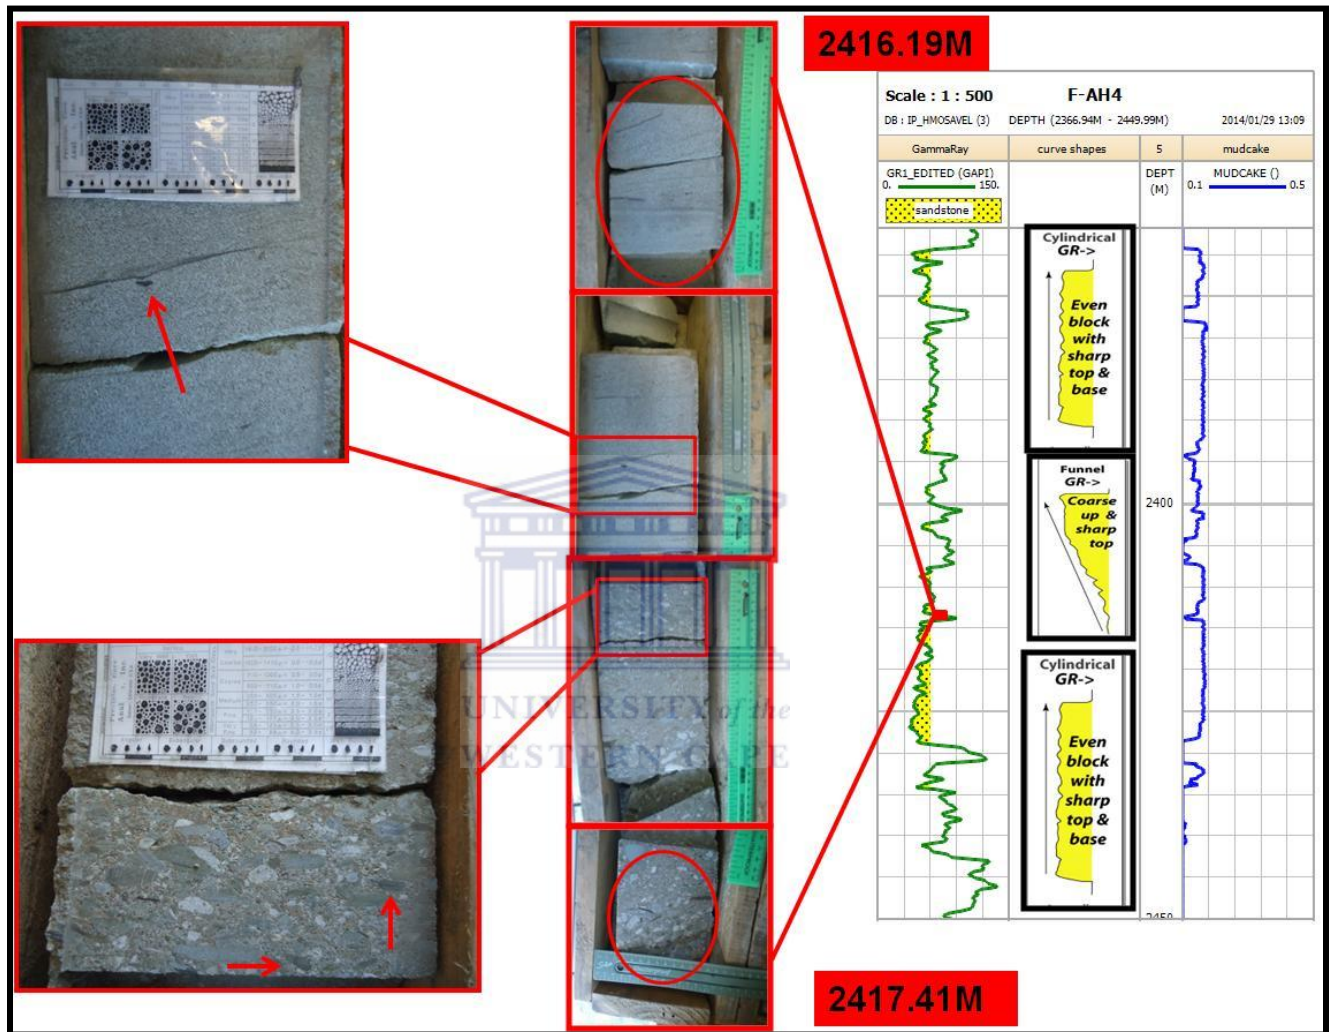 2416.19M
Scale : 1 : 500 F-AH4
DB : IP_HMOSAVEL (3) DEPTH (2366.94M - 2449.99M) 2014/01/29 13:09
GammaRay curve shapes 5 mudcake
GR1_EDITED (GAPI) DEPT MUDCAKE ()
0. 150. (M) 0.1 0.5
sandstone
Cylindrical
GR->
Even
block
with
sharp
top &
base
Funnel
GR->
Coarse
up &
sharp
top
2400
Cylindrical
GR->
Even
block
with
sharp
top &
base
2450
UNIVERSITY of the
WESTERN CAPE
2417.41M